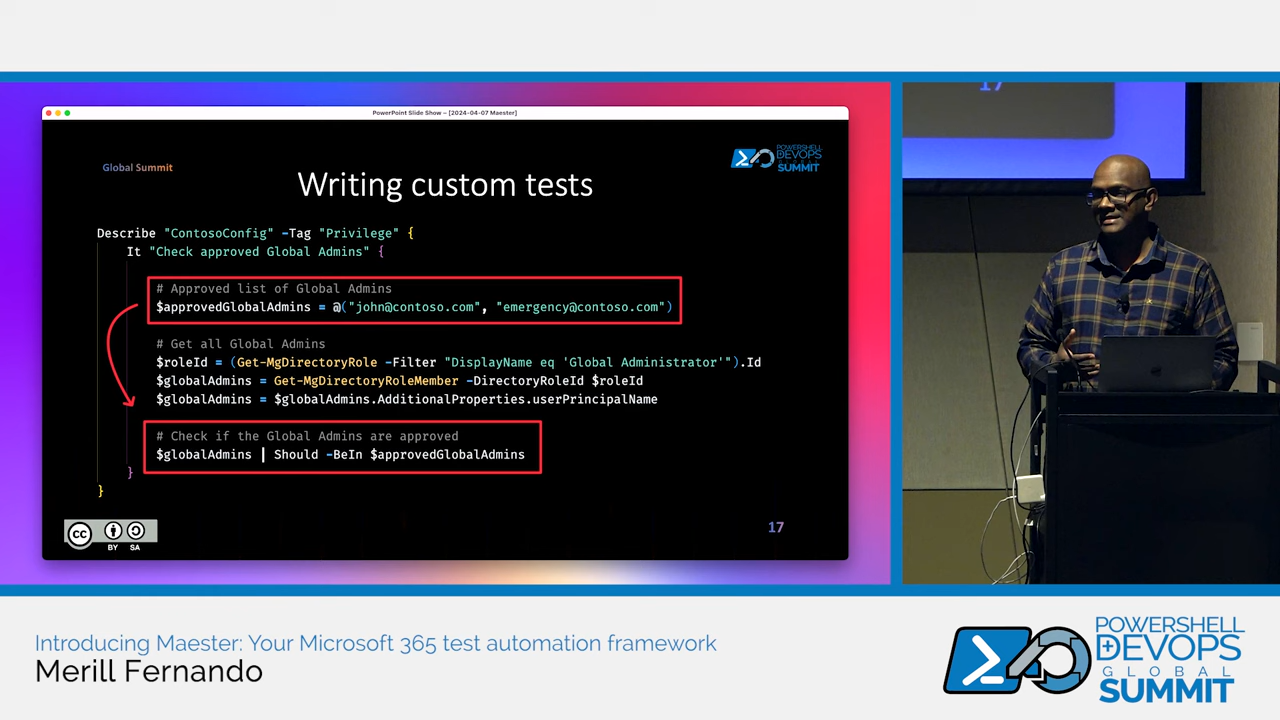 PowerPoint Slide Show – [2024-04-07 Maester]
Global Summit
POWERSHELL
DEVOPS
GLOBAL
SUMMIT
Writing custom tests
Describe "ContosoConfig" -Tag "Privilege" {
It "Check approved Global Admins" {
# Approved list of Global Admins
$approvedGlobalAdmins = @("john@contoso.com", "emergency@contoso.com")
# Get all Global Admins
$roleId = (Get-MgDirectoryRole -Filter "DisplayName eq 'Global Administrator'").Id
$globalAdmins = Get-MgDirectoryRoleMember -DirectoryRoleId $roleId
$globalAdmins = $globalAdmins.AdditionalProperties.userPrincipalName
# Check if the Global Admins are approved
$globalAdmins | Should -BeIn $approvedGlobalAdmins
}
}
cc
BY SA
17
17
Introducing Maester: Your Microsoft 365 test automation framework
Merill Fernando
POWERSHELL
DEVOPS
GLOBAL
SUMMIT